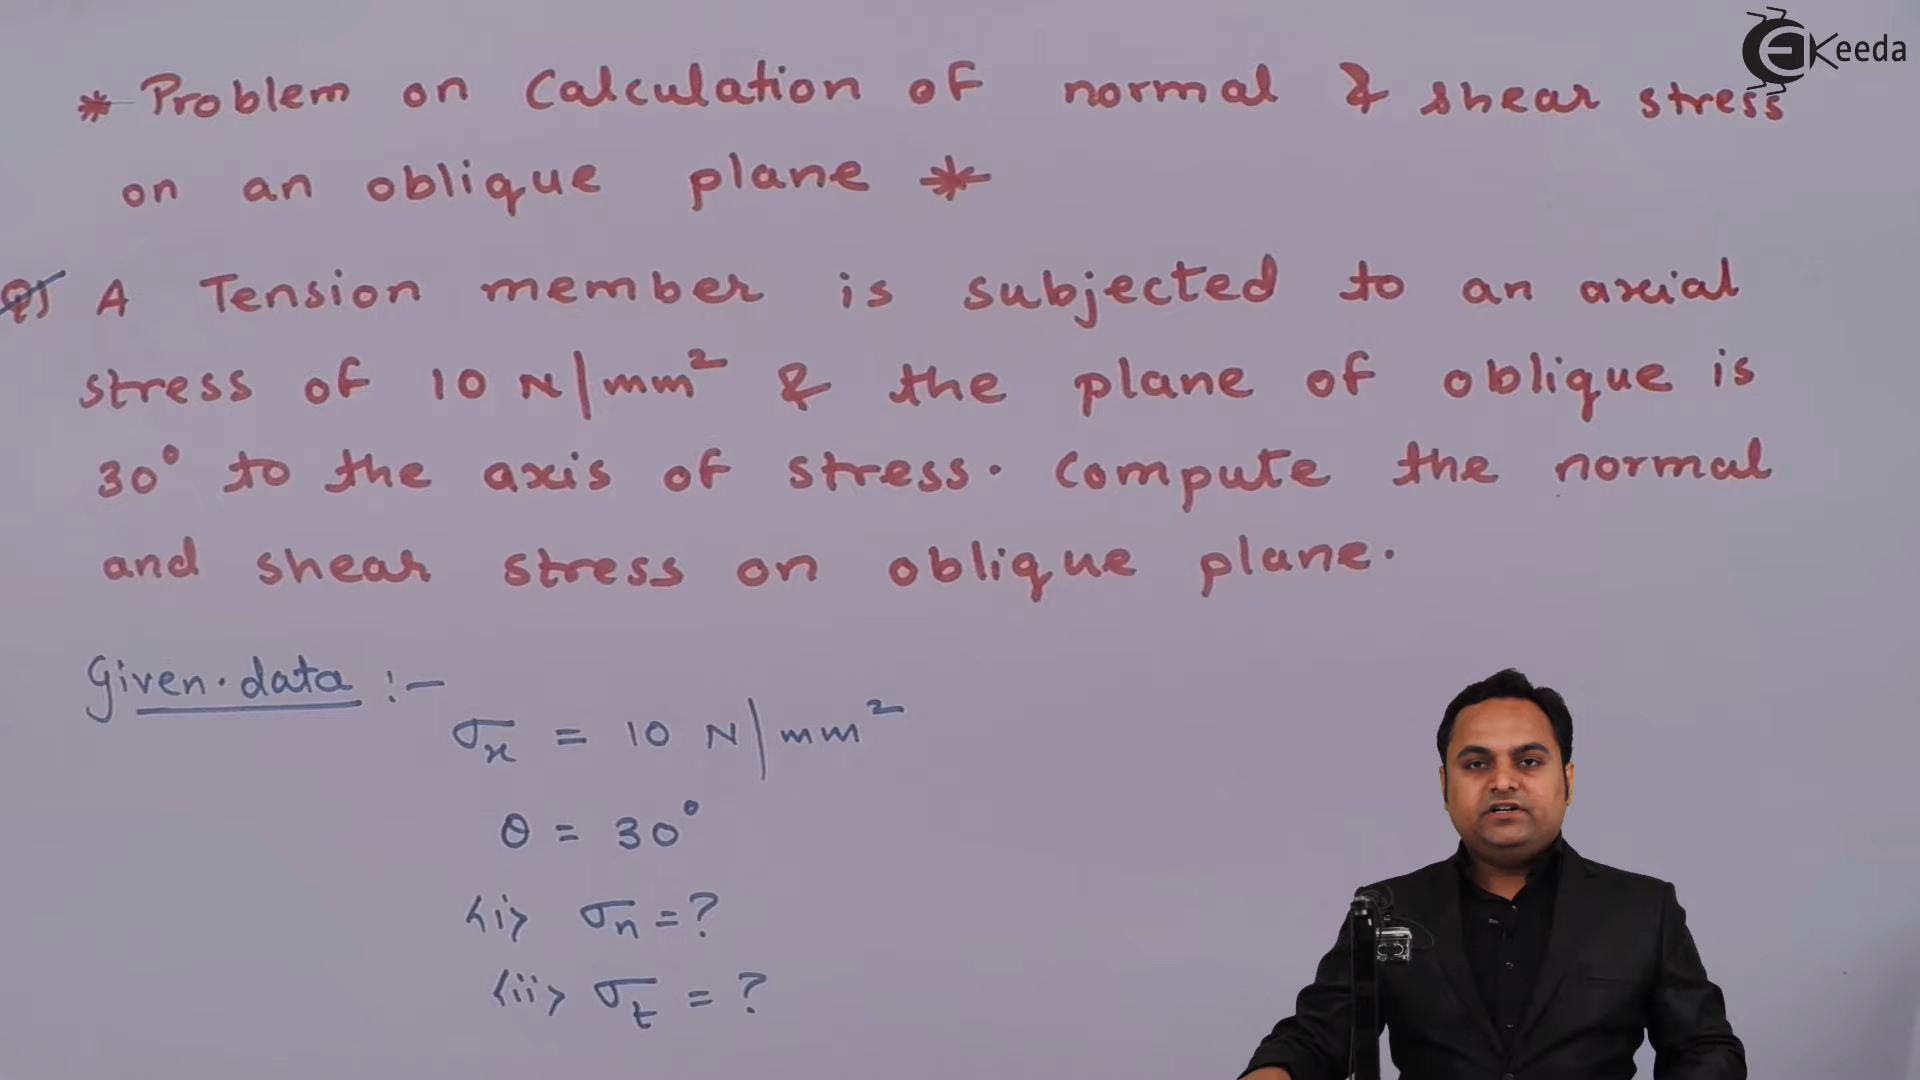 Ekeeda
* Problem on calculation of normal & shear stress
on an oblique plane *
Q) A Tension member is subjected to an axial
stress of 10 N/mm² & the plane of oblique is
30° to the axis of stress. Compute the normal
and shear stress on oblique plane.
Given data :-
σx = 10 N/mm²
θ = 30°
<i> σn = ?
<ii> σt = ?